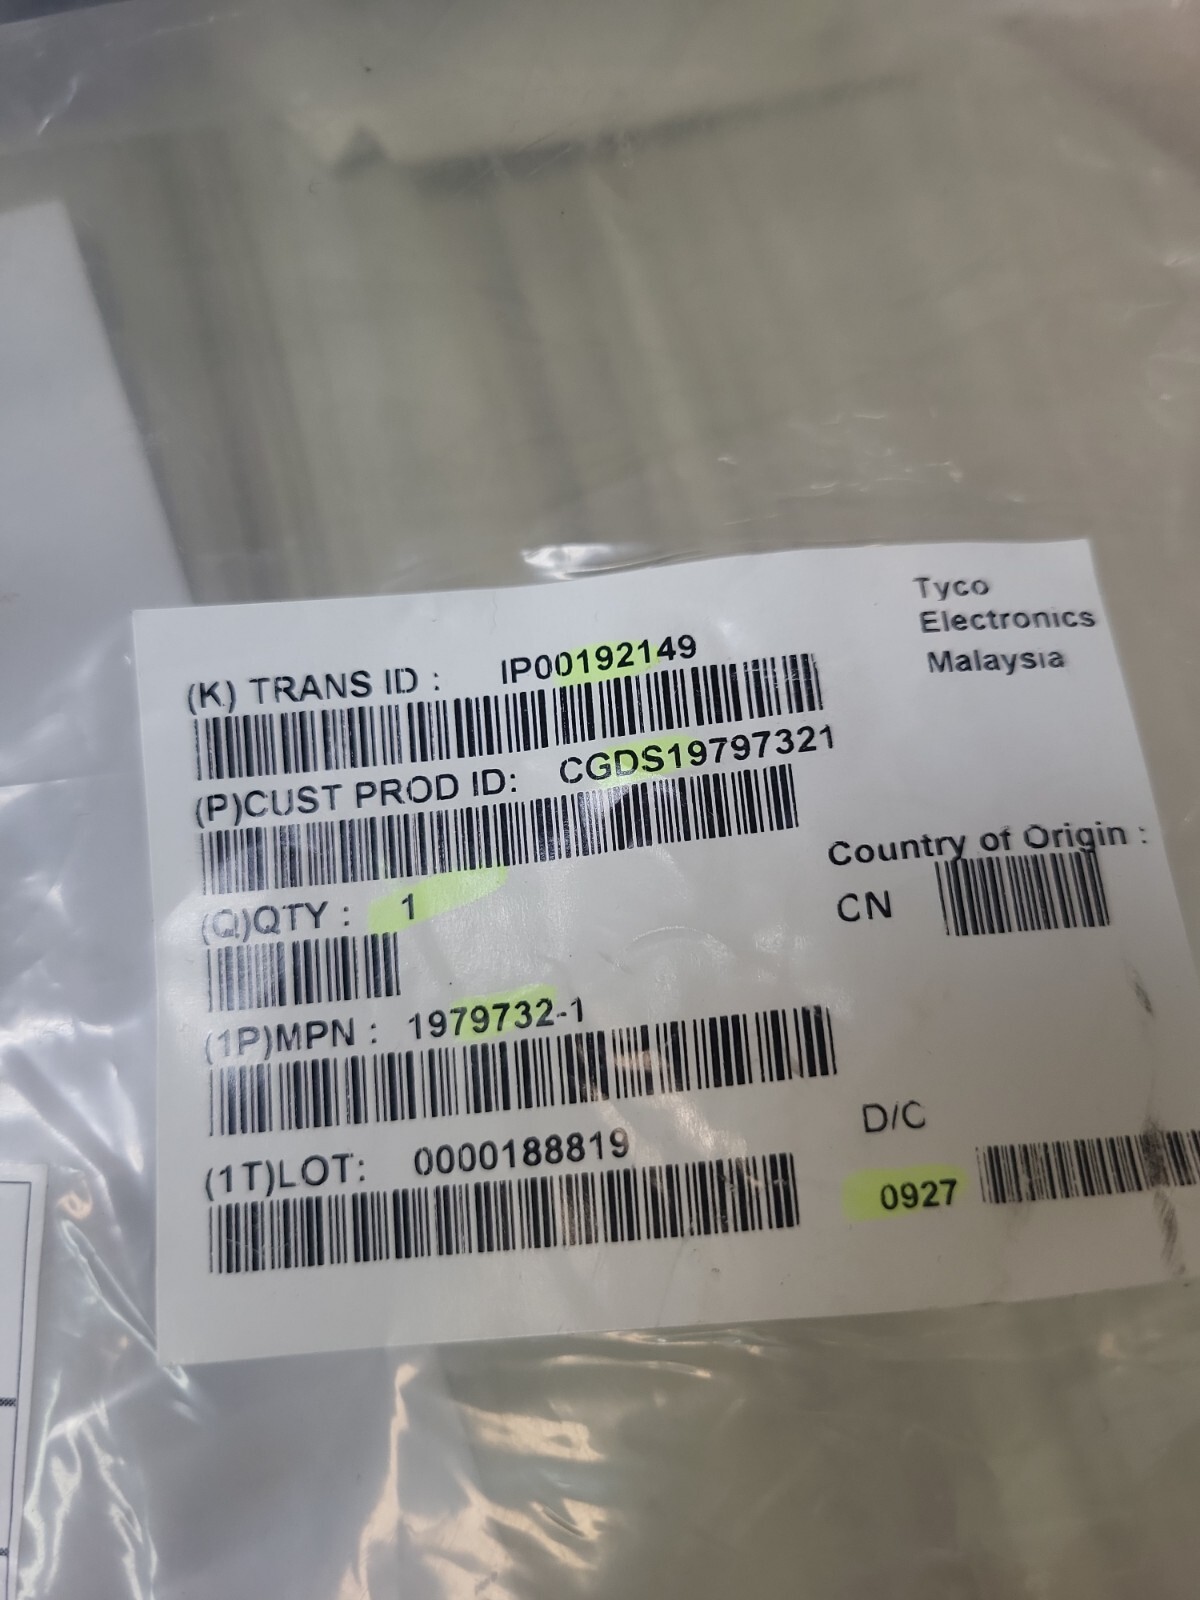 Tyco
Electronics
Malaysia
(K) TRANS ID : IP00192149
(P)CUST PROD ID: CGDS19797321
(Q)QTY : 1
Country of Origin :
CN
(1P)MPN : 1979732-1
(1T)LOT: 0000188819
D/C
0927